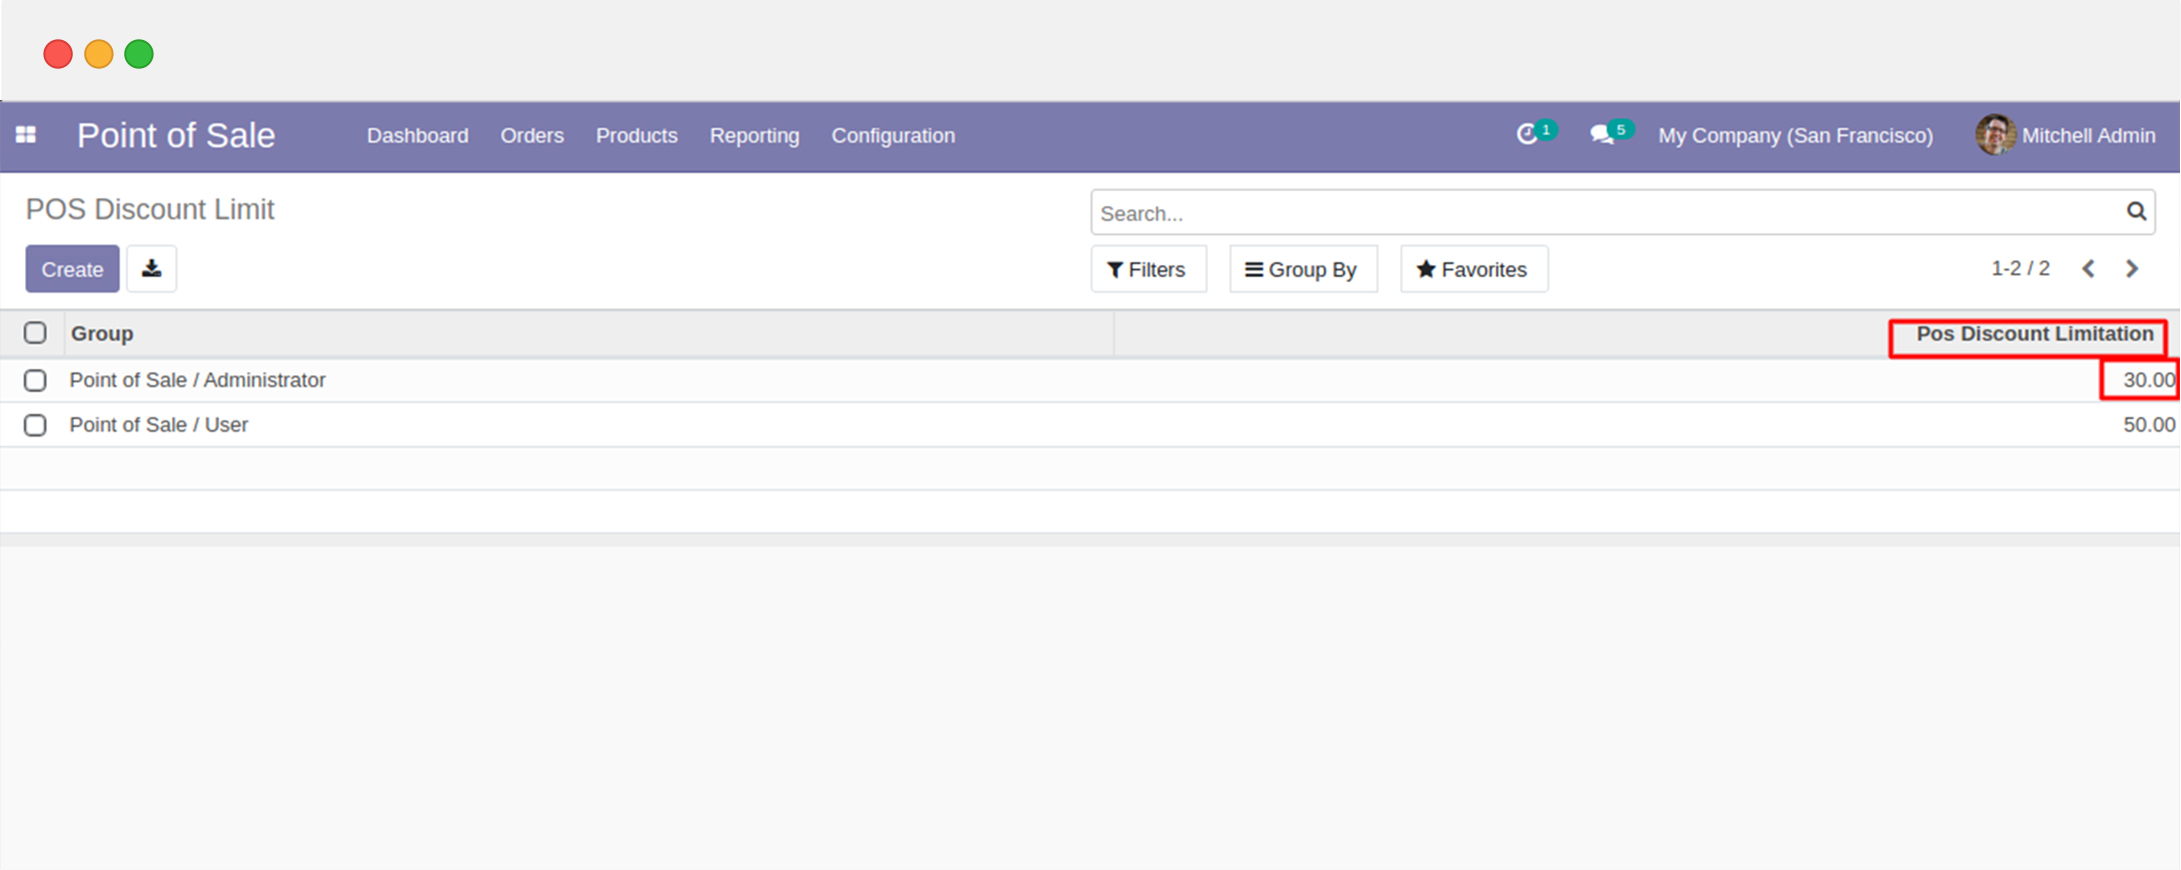 Point of Sale Dashboard Orders Products Reporting Configuration 1 5 My Company (San Francisco) Mitchell Admin
POS Discount Limit
Search...
Create Filters Group By Favorites 1-2 / 2
Group Pos Discount Limitation
Point of Sale / Administrator 30.00
Point of Sale / User 50.00